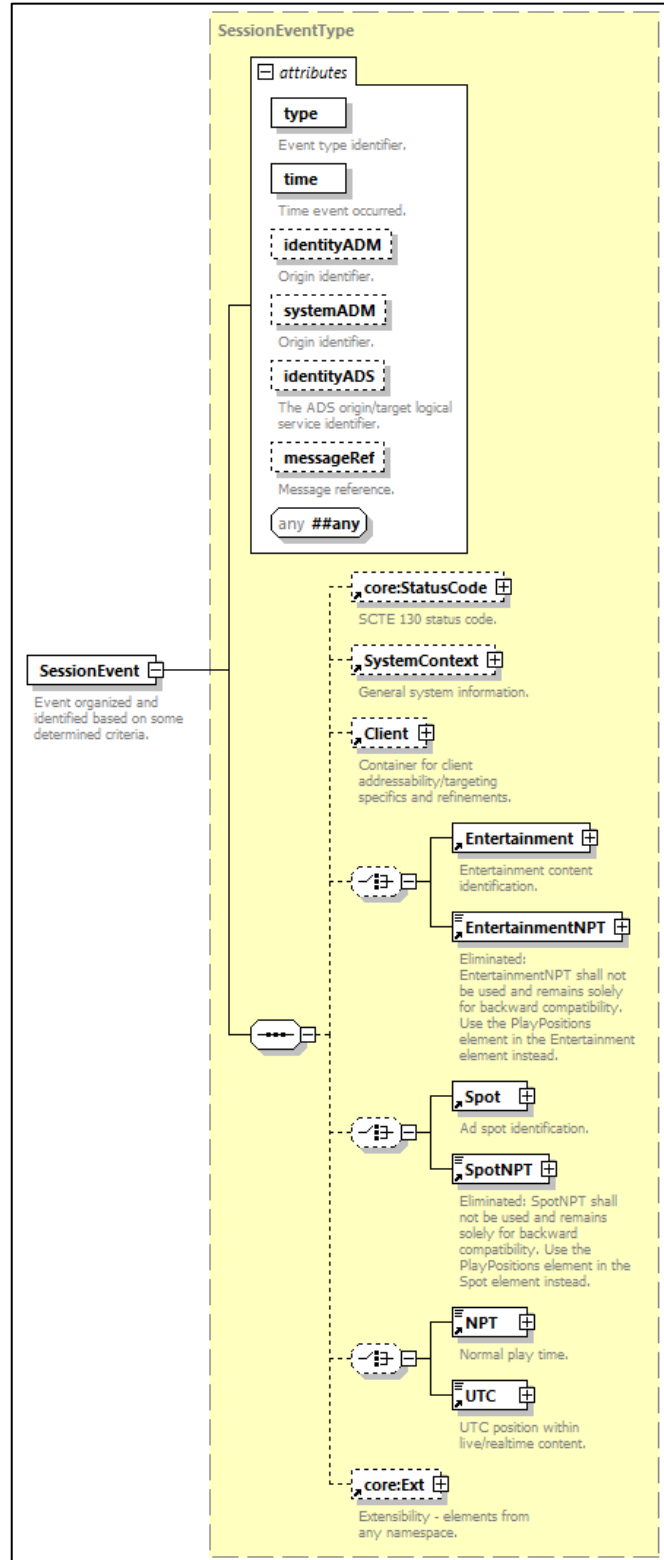 SessionEventType
attributes
type
Event type identifier.
time
Time event occurred.
identityADM
Origin identifier.
systemADM
Origin identifier.
identityADS
The ADS origin/target logical
service identifier.
messageRef
Message reference.
any ##any
core:StatusCode
SCTE 130 status code.
SystemContext
General system information.
SessionEvent
Event organized and
identified based on some
determined criteria.
Client
Container for client
addressability/targeting
specifics and refinements.
Entertainment
Entertainment content
identification.
EntertainmentNPT
Eliminated:
EntertainmentNPT shall not
be used and remains solely
for backward compatibility.
Use the PlayPositions
element in the Entertainment
element instead.
Spot
Ad spot identification.
SpotNPT
Eliminated: SpotNPT shall
not be used and remains
solely for backward
compatibility. Use the
PlayPositions element in the
Spot element instead.
NPT
Normal play time.
UTC
UTC position within
live/realtime content.
core:Ext
Extensibility - elements from
any namespace.